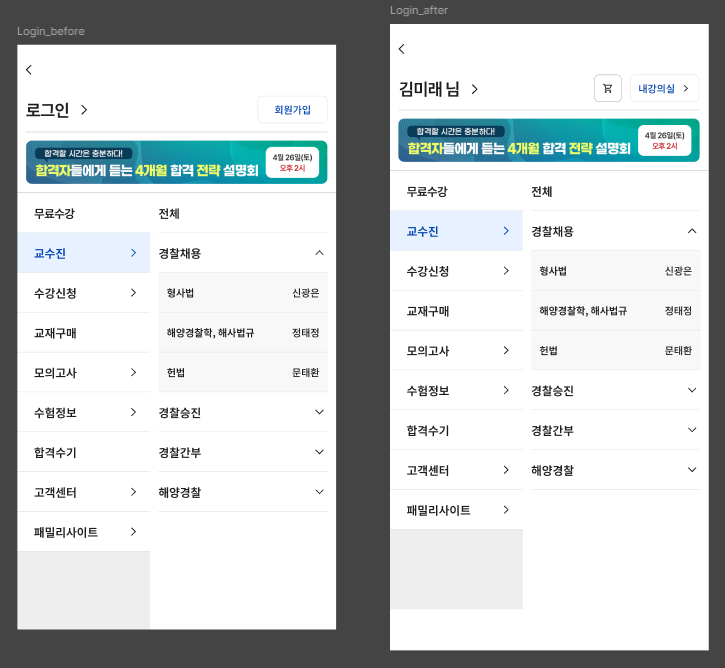 Login_before
로그인
회원가입
합격할 시간은 충분하다!
합격자들에게 듣는 4개월 합격 전략 설명회
4월 26일(토)
오후 2시
무료수강
교수진
수강신청
교재구매
모의고사
수험정보
합격수기
고객센터
패밀리사이트
전체
경찰채용
형사법 신광은
해양경찰학, 해사법규 정태정
헌법 문태환
경찰승진
경찰간부
해양경찰
Login_after
김미래 님
내강의실
합격할 시간은 충분하다!
합격자들에게 듣는 4개월 합격 전략 설명회
4월 26일(토)
오후 2시
무료수강
교수진
수강신청
교재구매
모의고사
수험정보
합격수기
고객센터
패밀리사이트
전체
경찰채용
형사법 신광은
해양경찰학, 해사법규 정태정
헌법 문태환
경찰승진
경찰간부
해양경찰